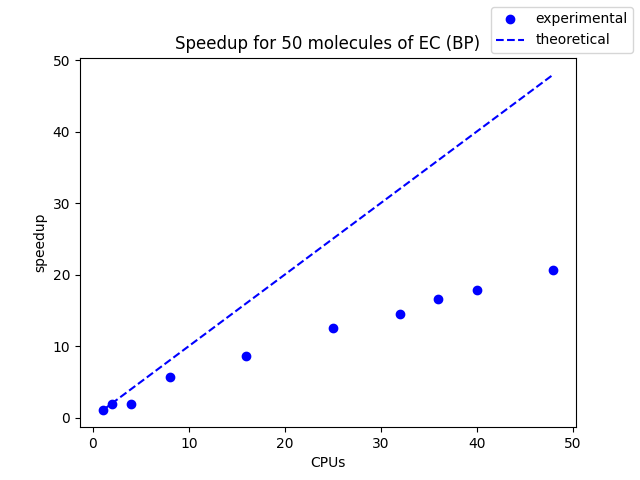 experimental
theoretical
Speedup for 50 molecules of EC (BP)
50
40
30
20
10
0
speedup
0 10 20 30 40 50
CPUs